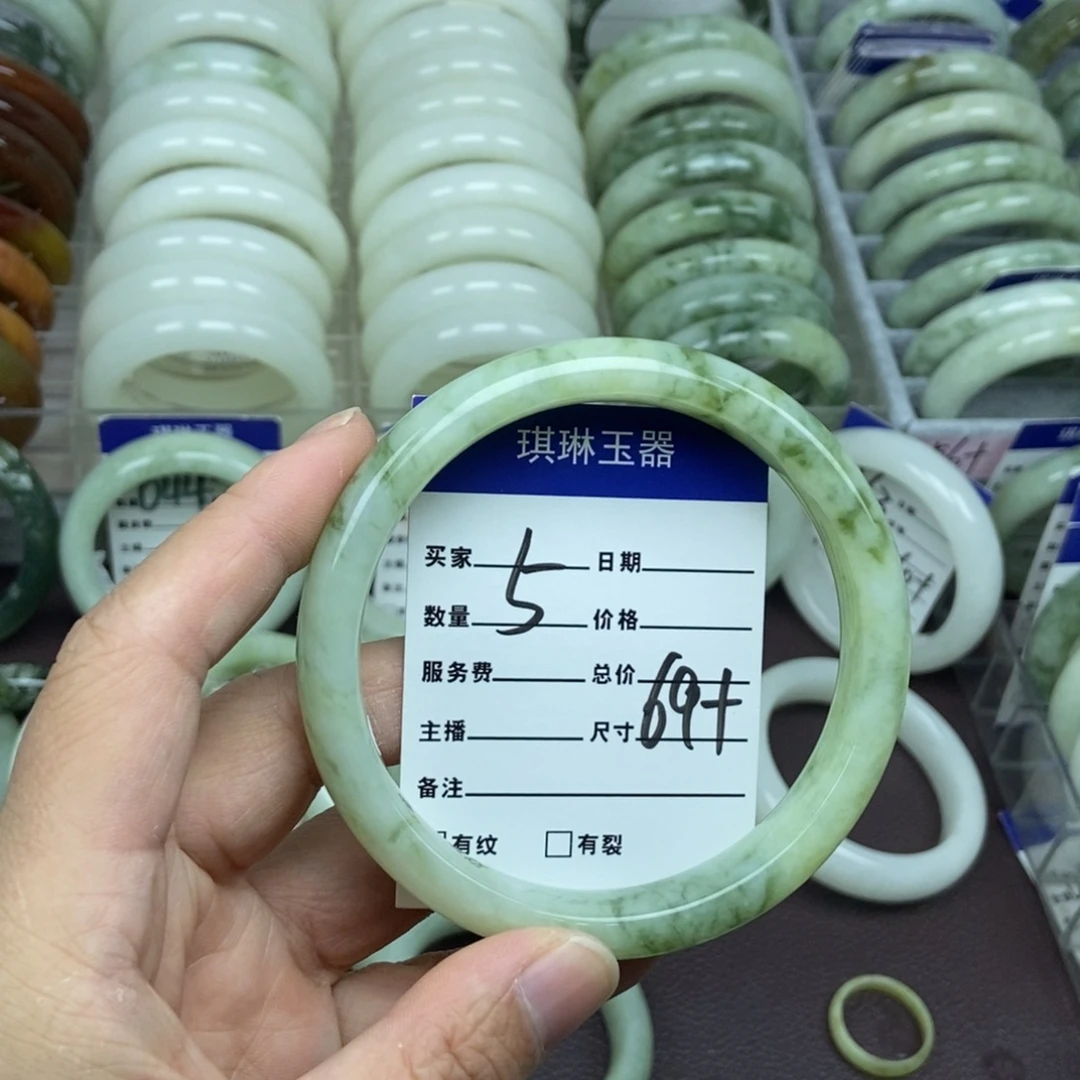 琪琳玉器
买家 日期
5
数量 价格
服务费 总价
69+
主播 尺寸
备注
有纹 □有裂